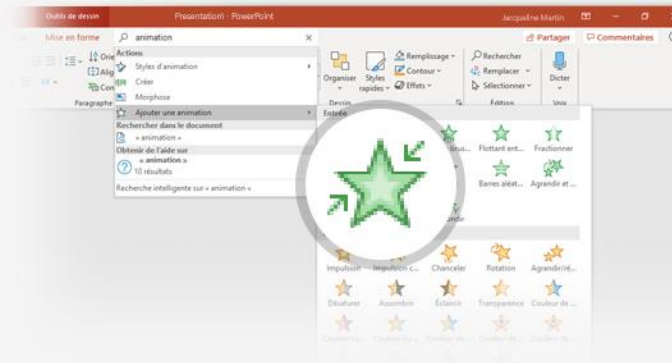 Outils de dessin
Presentation1 - PowerPoint
Jacqueline Martin
Mise en forme
animation
Partager
Commentaires
Actions
Styles d'animation
Créer
Morphose
Ajouter une animation
Rechercher dans le document
« animation »
Obtenir de l'aide sur
« animation »
10 résultats
Recherche intelligente sur « animation »
Paragraphe
Organiser
Styles
rapides
Remplissage
Contour
Effets
Dessin
Rechercher
Remplacer
Sélectionner
Édition
Dicter
Voix
Entrée
Flottant ent...
Fractionner
Barres aléat...
Agrandir et ...
Impulsion
Impulsion c...
Chanceler
Rotation
Agrandir/ré...
Désaturer
Assombrir
Éclaircir
Transparence
Couleur de ...